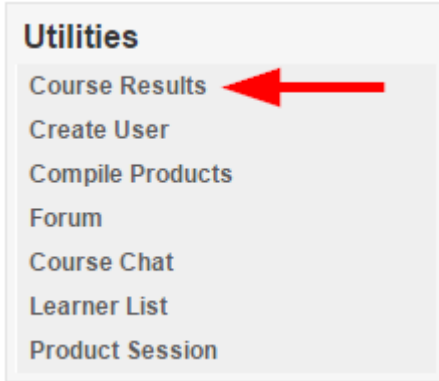 Utilities
Course Results
Create User
Compile Products
Forum
Course Chat
Learner List
Product Session